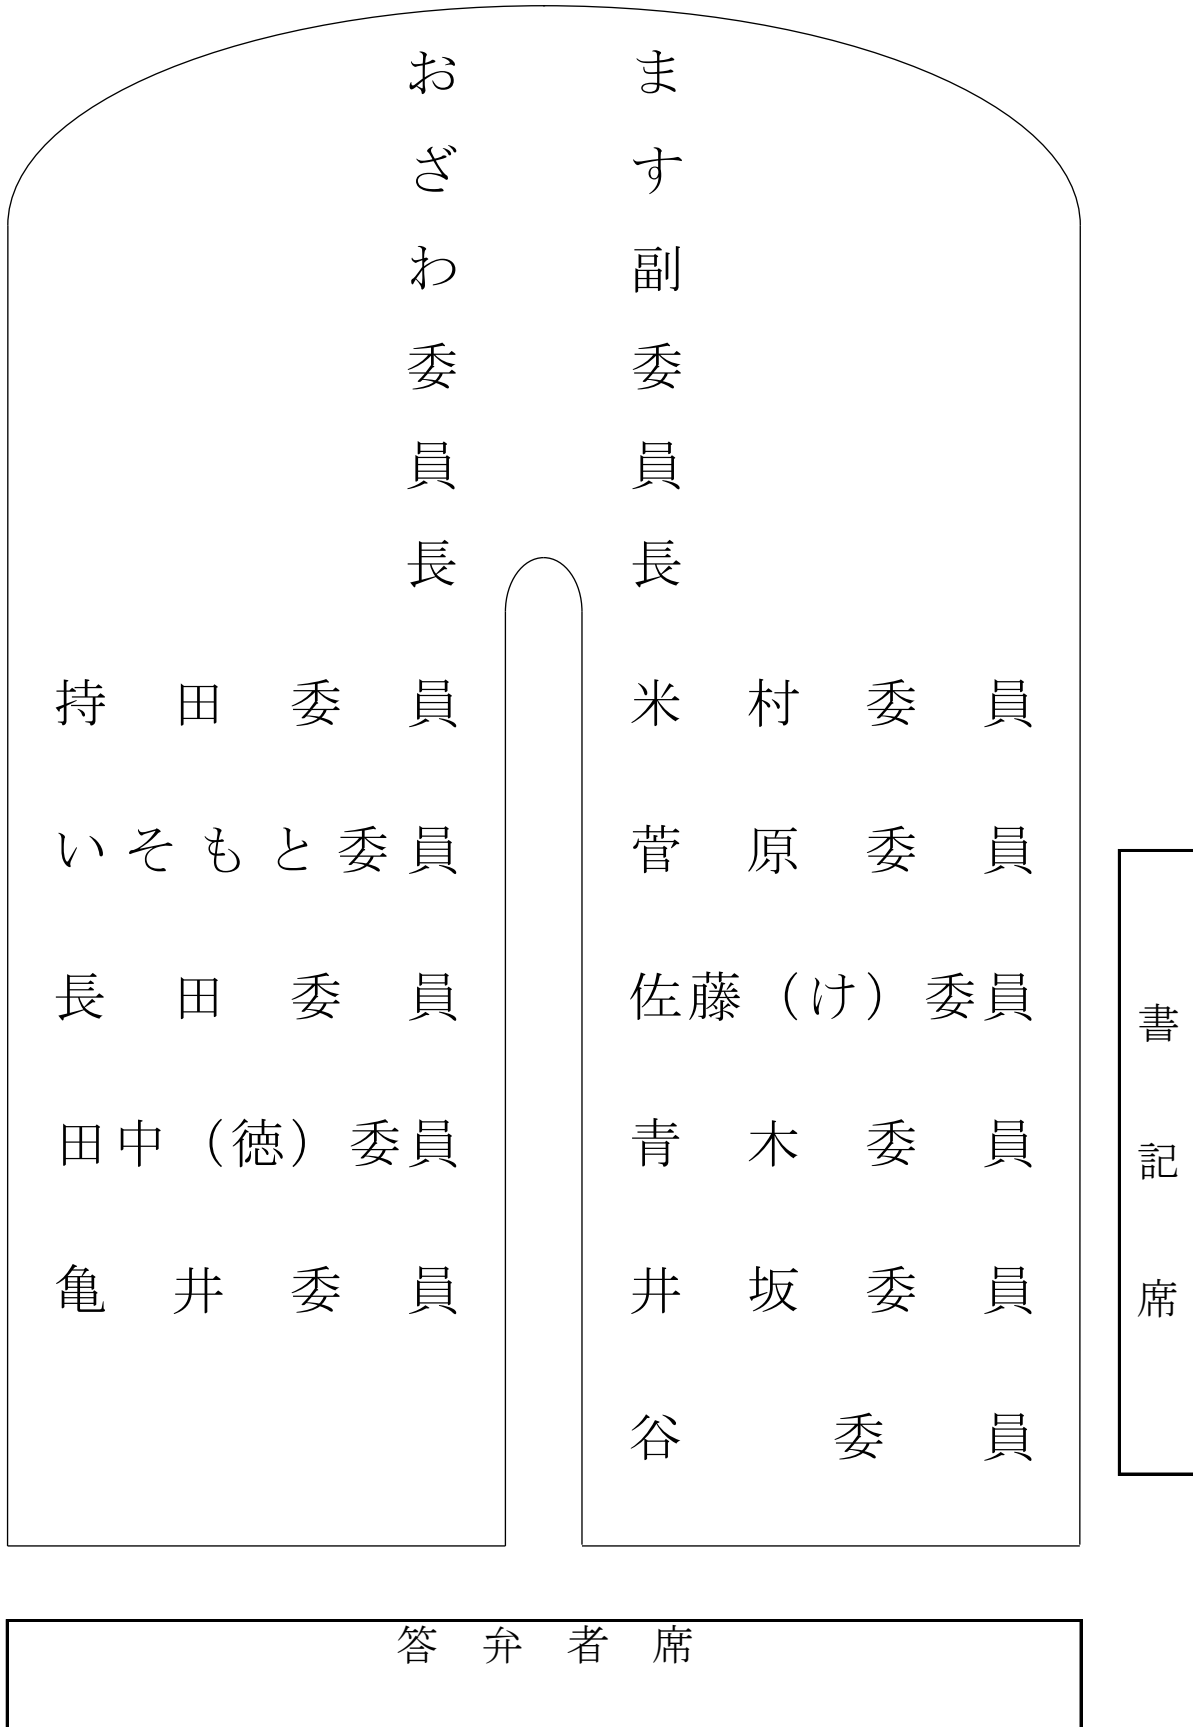 おざわ委員長
ます副委員長
持田委員
いそもと委員
長田委員
田中（徳）委員
亀井委員
米村委員
菅原委員
佐藤（け）委員
青木委員
井坂委員
谷委員
書記席
答弁者席